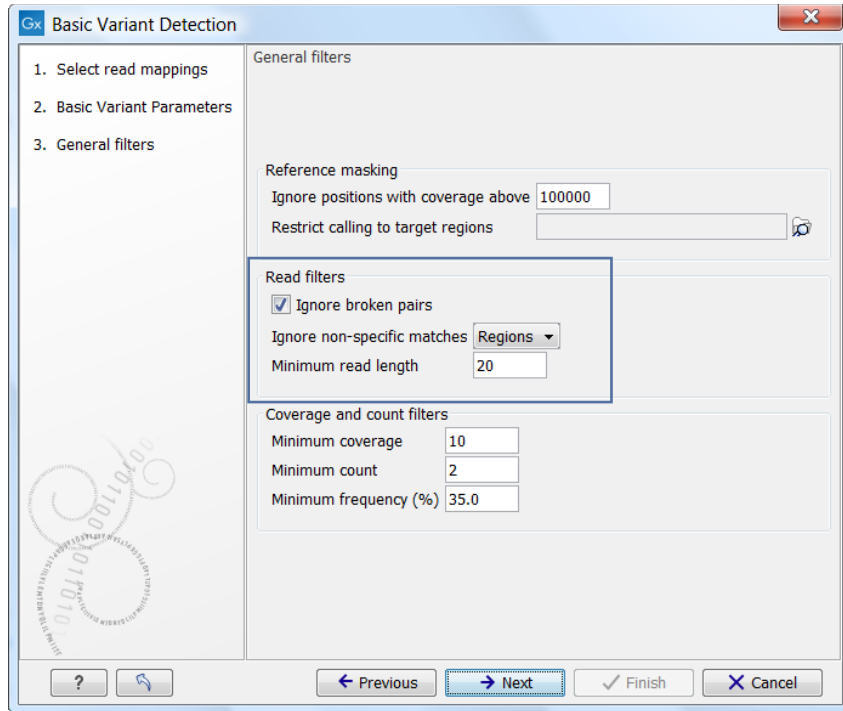 Gx Basic Variant Detection
1. Select read mappings
2. Basic Variant Parameters
3. General filters
General filters
Reference masking
Ignore positions with coverage above 100000
Restrict calling to target regions
Read filters
Ignore broken pairs
Ignore non-specific matches Regions
Minimum read length 20
Coverage and count filters
Minimum coverage 10
Minimum count 2
Minimum frequency (%) 35.0
? Previous Next Finish Cancel